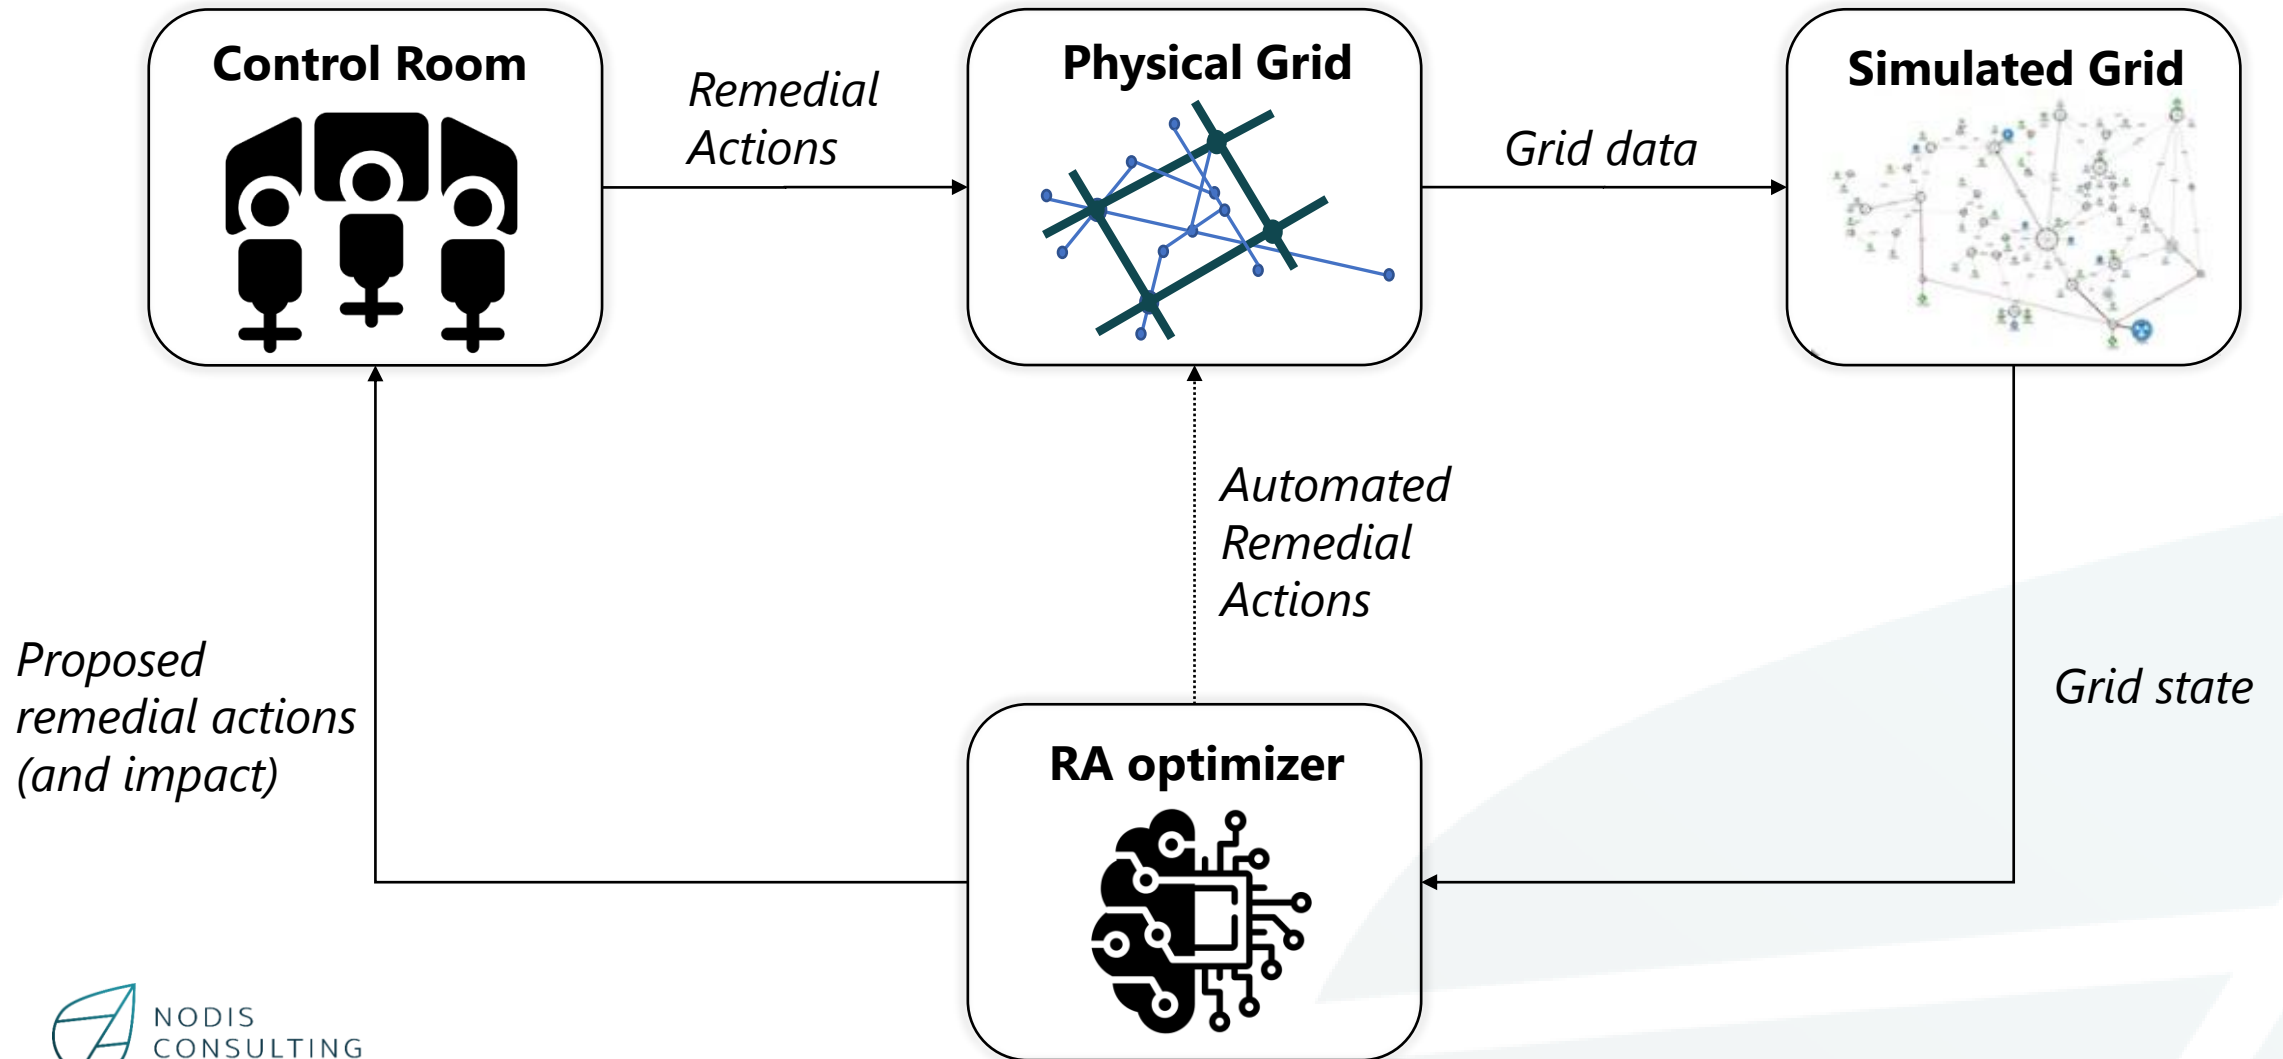 Control Room
Remedial
Actions
Physical Grid
Grid data
Simulated Grid
Automated
Remedial
Actions
Proposed
remedial actions
(and impact)
Grid state
RA optimizer
NODIS
CONSULTING